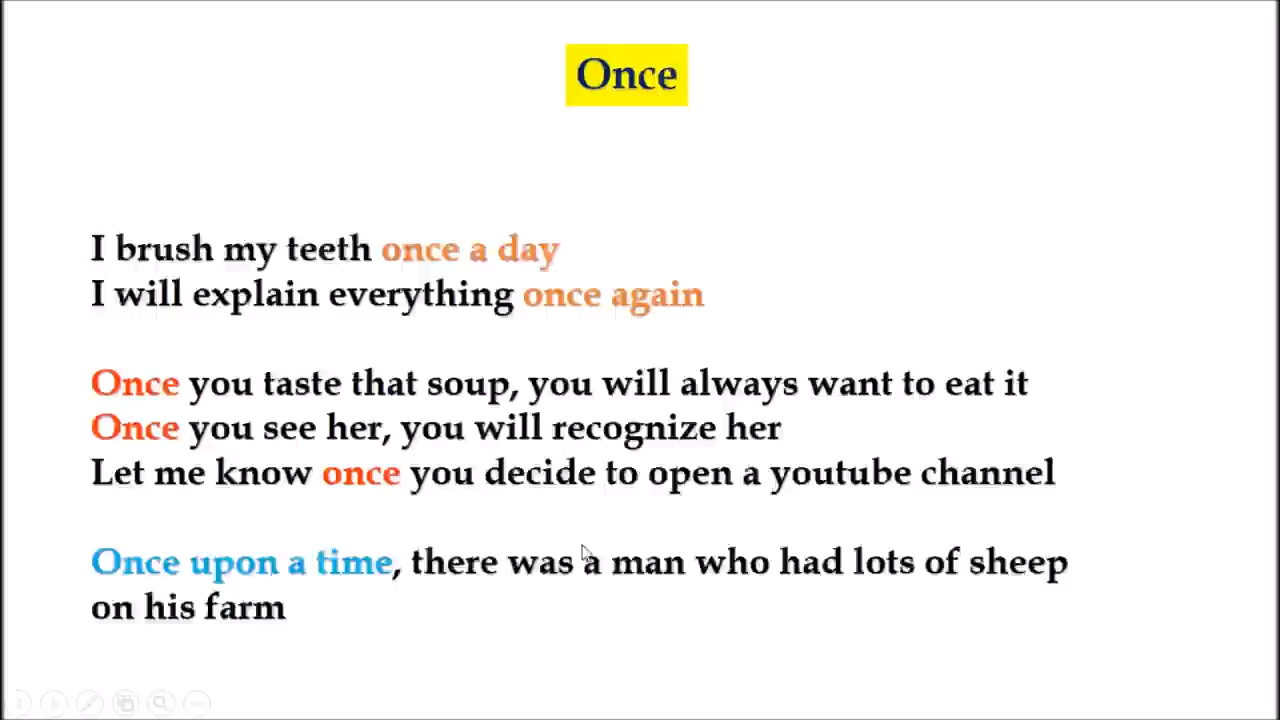 Once
I brush my teeth once a day
I will explain everything once again
Once you taste that soup, you will always want to eat it
Once you see her, you will recognize her
Let me know once you decide to open a youtube channel
Once upon a time, there was a man who had lots of sheep
on his farm